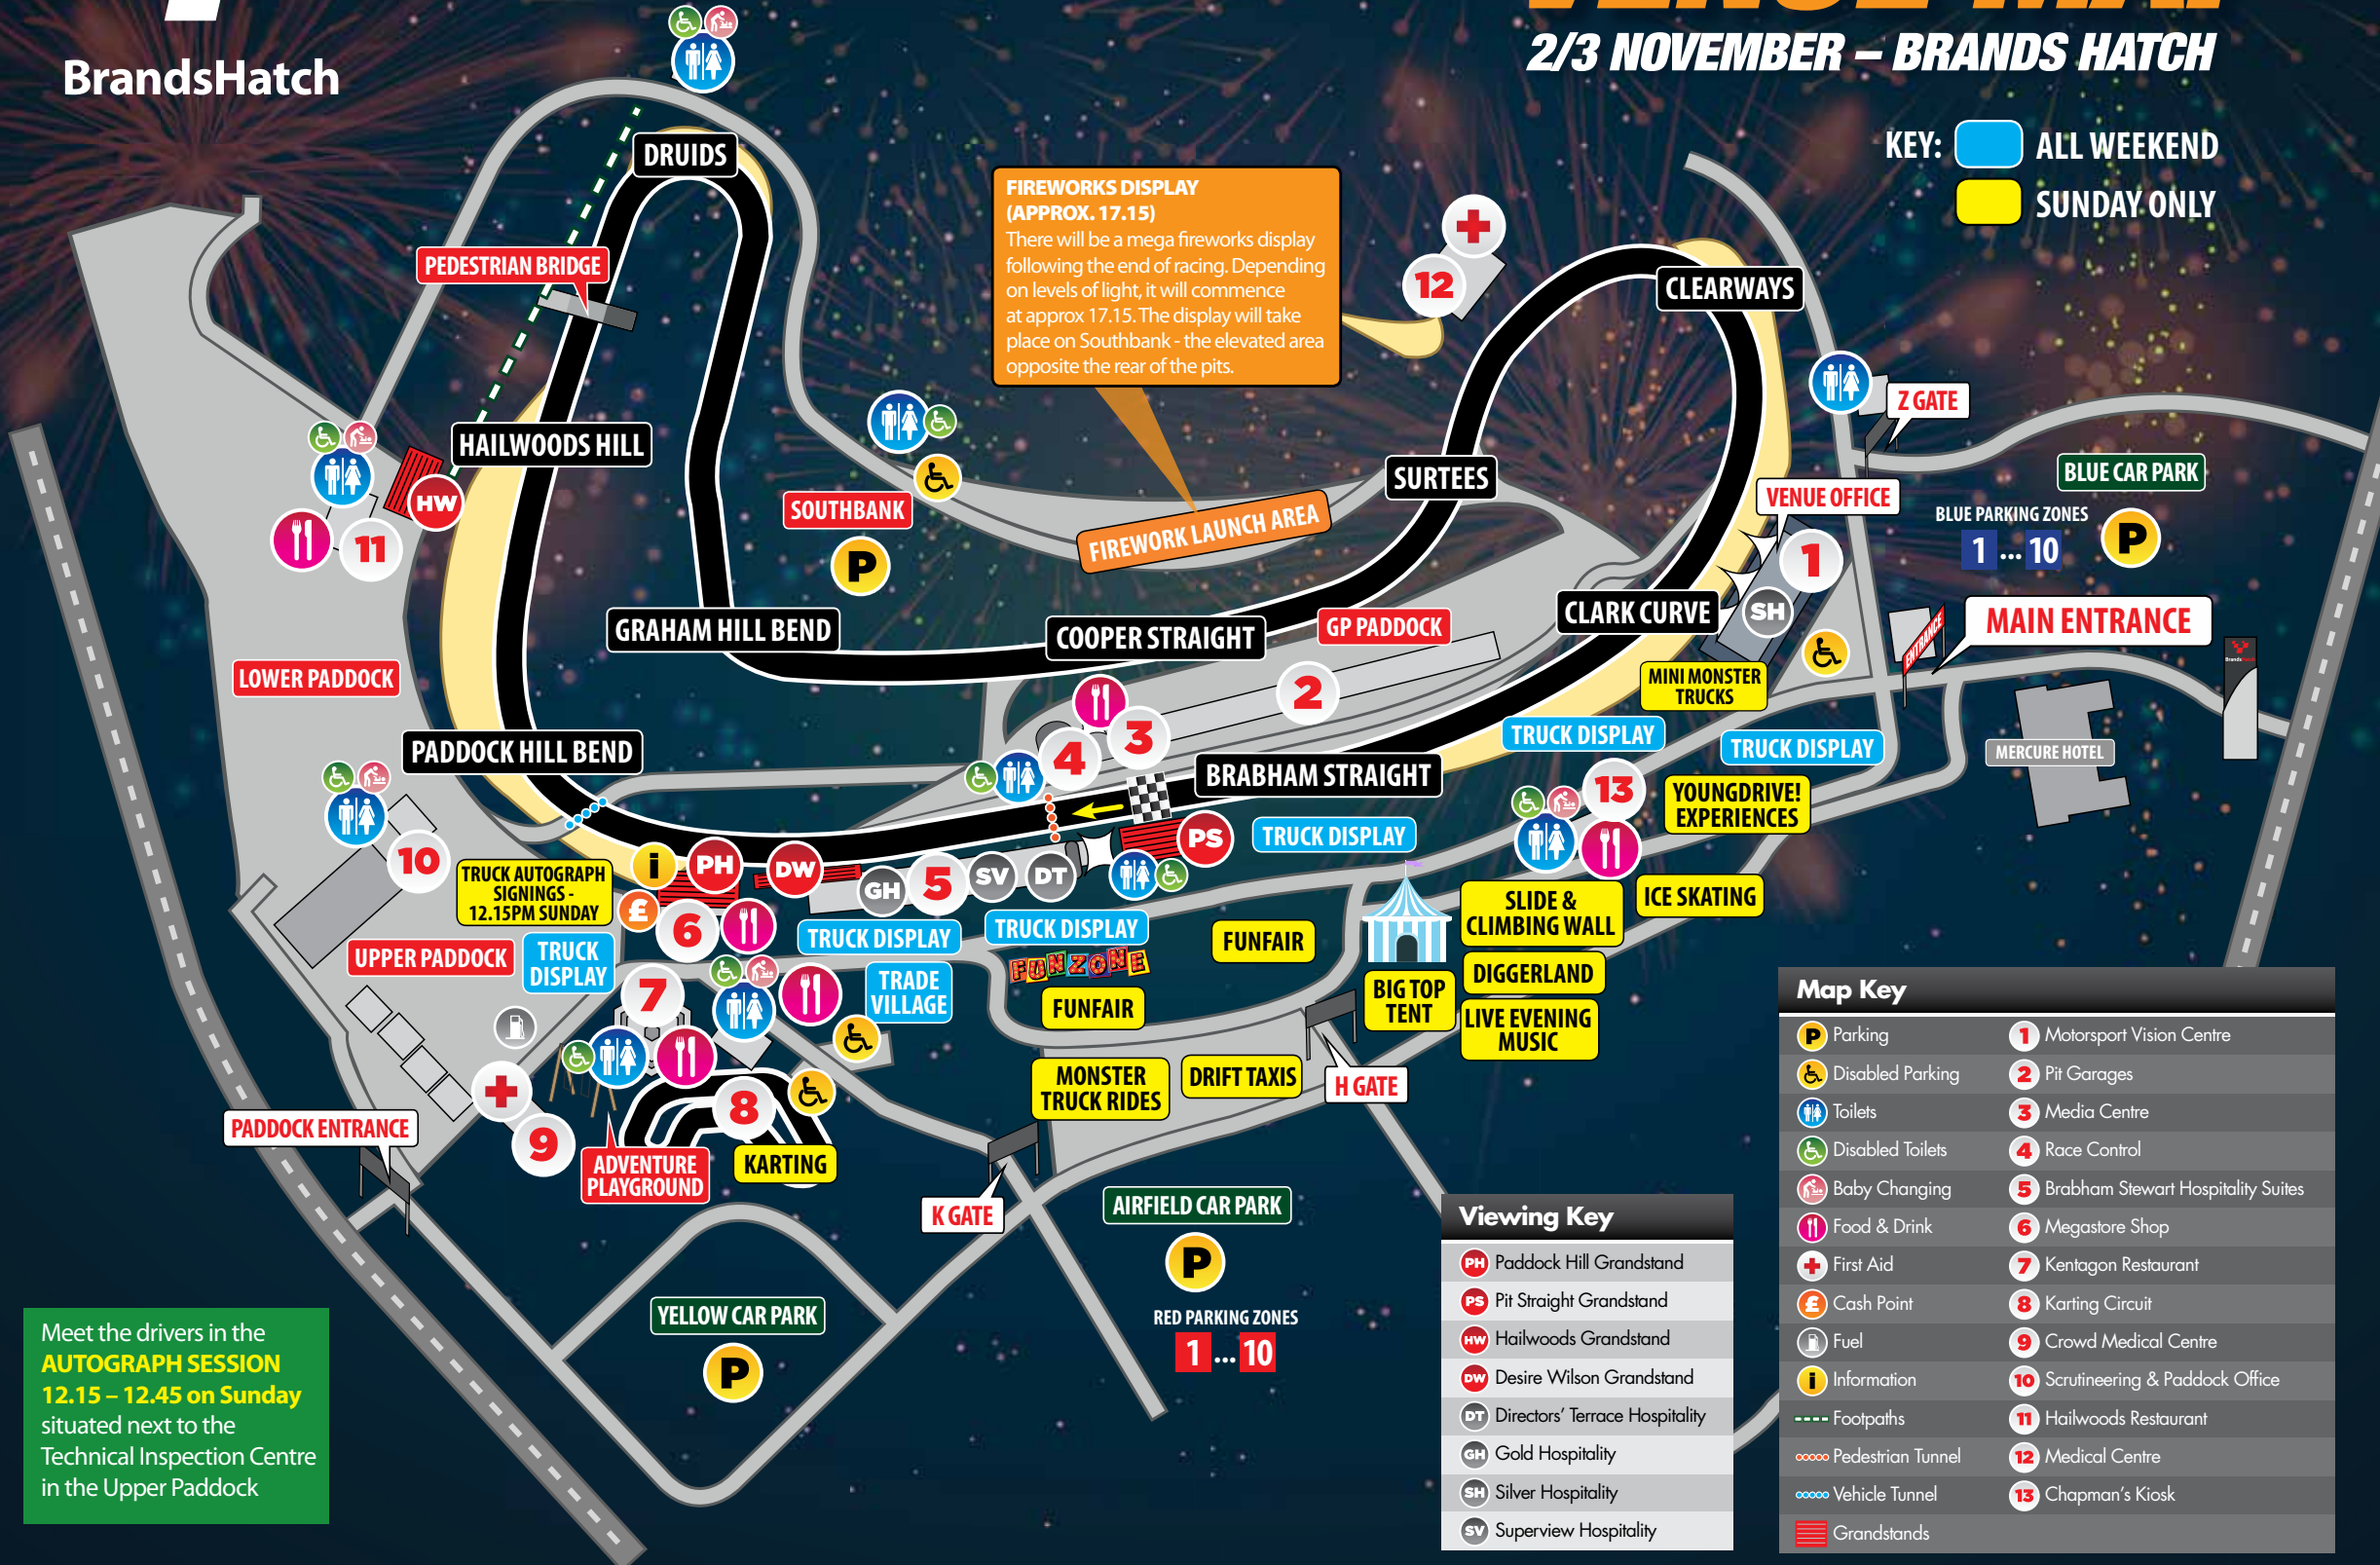 BrandsHatch
VENUE MAP
2/3 NOVEMBER – BRANDS HATCH
KEY:
ALL WEEKEND
SUNDAY ONLY
DRUIDS
FIREWORKS DISPLAY
(APPROX. 17.15)
There will be a mega fireworks display
following the end of racing. Depending
on levels of light, it will commence
at approx 17.15. The display will take
place on Southbank - the elevated area
opposite the rear of the pits.
PEDESTRIAN BRIDGE
12
CLEARWAYS
Z GATE
HAILWOODS HILL
HW
11
SOUTHBANK
P
FIREWORK LAUNCH AREA
SURTEES
BLUE CAR PARK
VENUE OFFICE
BLUE PARKING ZONES
1 ... 10
P
1
SH
GRAHAM HILL BEND
COOPER STRAIGHT
GP PADDOCK
CLARK CURVE
ENTRANCE
MAIN ENTRANCE
LOWER PADDOCK
MINI MONSTER
TRUCKS
2
3
4
TRUCK DISPLAY
TRUCK DISPLAY
MERCURE HOTEL
PADDOCK HILL BEND
BRABHAM STRAIGHT
13
YOUNGDRIVE!
EXPERIENCES
TRUCK DISPLAY
PS
10
TRUCK AUTOGRAPH
SIGNINGS -
12.15PM SUNDAY
i
PH
DW
GH
5
SV
DT
£
6
SLIDE &
CLIMBING WALL
ICE SKATING
UPPER PADDOCK
TRUCK
DISPLAY
TRUCK DISPLAY
TRUCK DISPLAY
FUNZONE
FUNFAIR
FUNFAIR
7
TRADE
VILLAGE
BIG TOP
TENT
DIGGERLAND
LIVE EVENING
MUSIC
MONSTER
TRUCK RIDES
DRIFT TAXIS
H GATE
8
9
PADDOCK ENTRANCE
ADVENTURE
PLAYGROUND
KARTING
K GATE
AIRFIELD CAR PARK
P
RED PARKING ZONES
1 ... 10
YELLOW CAR PARK
P
Meet the drivers in the
AUTOGRAPH SESSION
12.15 – 12.45 on Sunday
situated next to the
Technical Inspection Centre
in the Upper Paddock
Viewing Key
PH Paddock Hill Grandstand
PS Pit Straight Grandstand
HW Hailwoods Grandstand
DW Desire Wilson Grandstand
DT Directors' Terrace Hospitality
GH Gold Hospitality
SH Silver Hospitality
SV Superview Hospitality
Map Key
P Parking
Disabled Parking
Toilets
Disabled Toilets
Baby Changing
Food & Drink
First Aid
£ Cash Point
Fuel
i Information
Footpaths
Pedestrian Tunnel
Vehicle Tunnel
Grandstands
1 Motorsport Vision Centre
2 Pit Garages
3 Media Centre
4 Race Control
5 Brabham Stewart Hospitality Suites
6 Megastore Shop
7 Kentagon Restaurant
8 Karting Circuit
9 Crowd Medical Centre
10 Scrutineering & Paddock Office
11 Hailwoods Restaurant
12 Medical Centre
13 Chapman's Kiosk